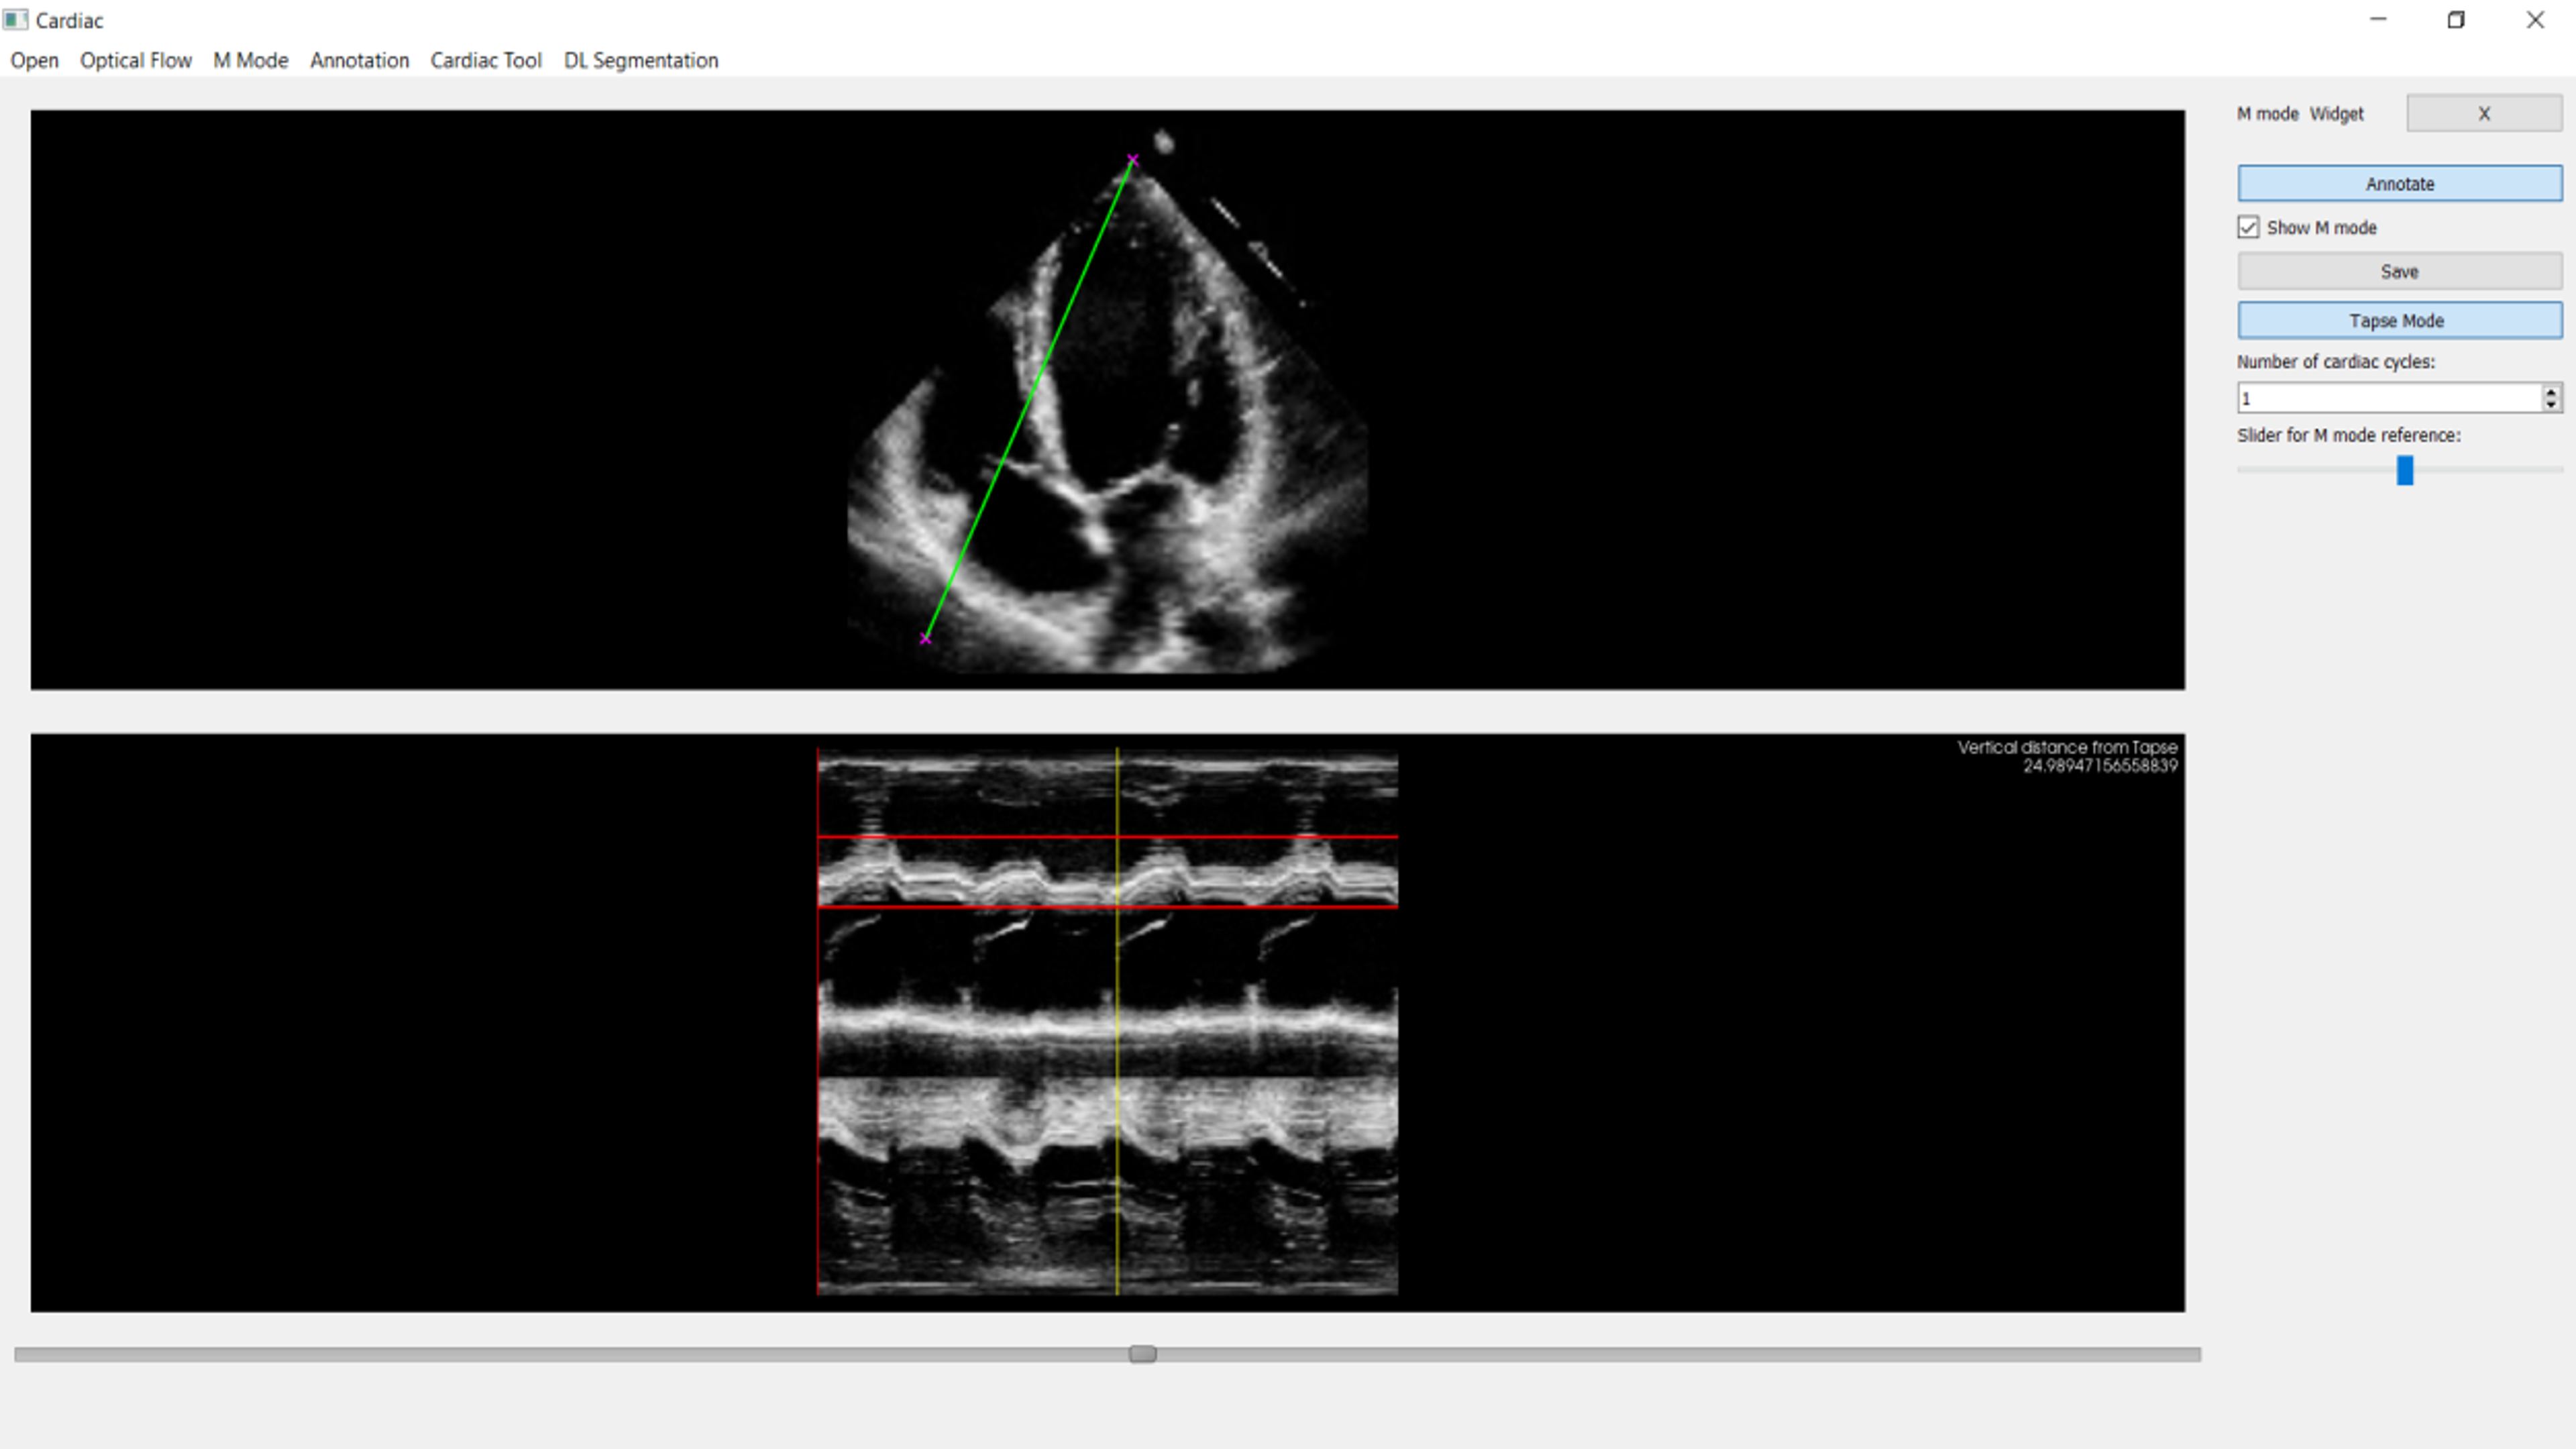 Cardiac
Open Optical Flow M Mode Annotation Cardiac Tool DL Segmentation
M mode Widget X
Annotate
Show M mode
Save
Tapse Mode
Number of cardiac cycles:
1
Slider for M mode reference:
Vertical distance from Tapse
24.98947156558839